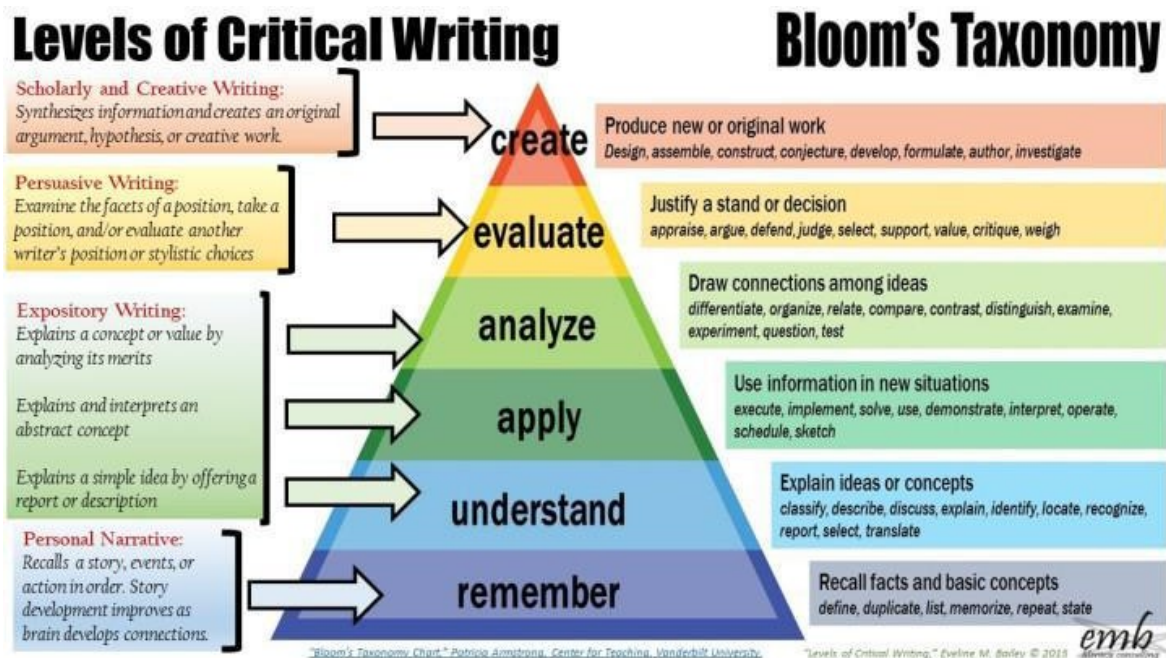 Levels of Critical Writing
Bloom's Taxonomy
Scholarly and Creative Writing:
Synthesizes information and creates an original
argument, hypothesis, or creative work.
Persuasive Writing:
Examine the facets of a position, take a
position, and/or evaluate another
writer's position or stylistic choices
Expository Writing:
Explains a concept or value by
analyzing its merits
Explains and interprets an
abstract concept
Explains a simple idea by offering a
report or description
Personal Narrative:
Recalls a story, events, or
action in order. Story
development improves as
brain develops connections.
create
evaluate
analyze
apply
understand
remember
Produce new or original work
Design, assemble, construct, conjecture, develop, formulate, author, investigate
Justify a stand or decision
appraise, argue, defend, judge, select, support, value, critique, weigh
Draw connections among ideas
differentiate, organize, relate, compare, contrast, distinguish, examine,
experiment, question, test
Use information in new situations
execute, implement, solve, use, demonstrate, interpret, operate,
schedule, sketch
Explain ideas or concepts
classify, describe, discuss, explain, identify, locate, recognize,
report, select, translate
Recall facts and basic concepts
define, duplicate, list, memorize, repeat, state
"Bloom's Taxonomy Chart," Patricia Armstrong, Center for Teaching, Vanderbilt University.
"Levels of Critical Writing," Eveline M. Bailey © 2015
emb